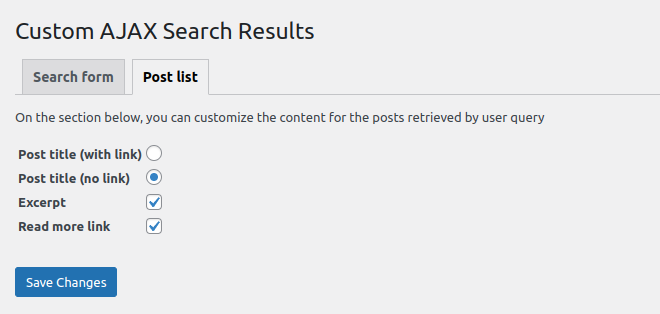 Custom AJAX Search Results
Search form Post list
On the section below, you can customize the content for the posts retrieved by user query
Post title (with link)
Post title (no link)
Excerpt
Read more link
Save Changes